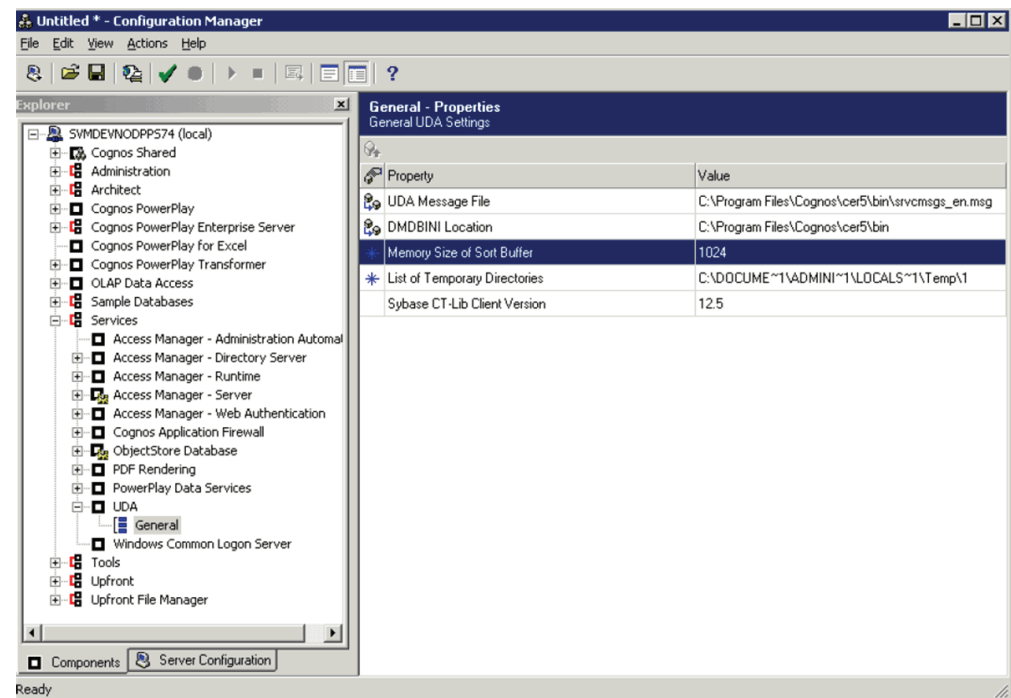 Untitled * - Configuration Manager
File Edit View Actions Help
Explorer
SVMDEVNODPPS74 (local)
Cognos Shared
Administration
Architect
Cognos PowerPlay
Cognos PowerPlay Enterprise Server
Cognos PowerPlay for Excel
Cognos PowerPlay Transformer
OLAP Data Access
Sample Databases
Services
Access Manager - Administration Automat
Access Manager - Directory Server
Access Manager - Runtime
Access Manager - Server
Access Manager - Web Authentication
Cognos Application Firewall
ObjectStore Database
PDF Rendering
PowerPlay Data Services
UDA
General
Windows Common Logon Server
Tools
Upfront
Upfront File Manager
Components Server Configuration
General - Properties
General UDA Settings
Property Value
UDA Message File C:\Program Files\Cognos\cer5\bin\srvcmsgs_en.msg
DMDBINI Location C:\Program Files\Cognos\cer5\bin
Memory Size of Sort Buffer 1024
List of Temporary Directories C:\DOCUME~1\ADMINI~1\LOCALS~1\Temp\1
Sybase CT-Lib Client Version 12.5
Ready